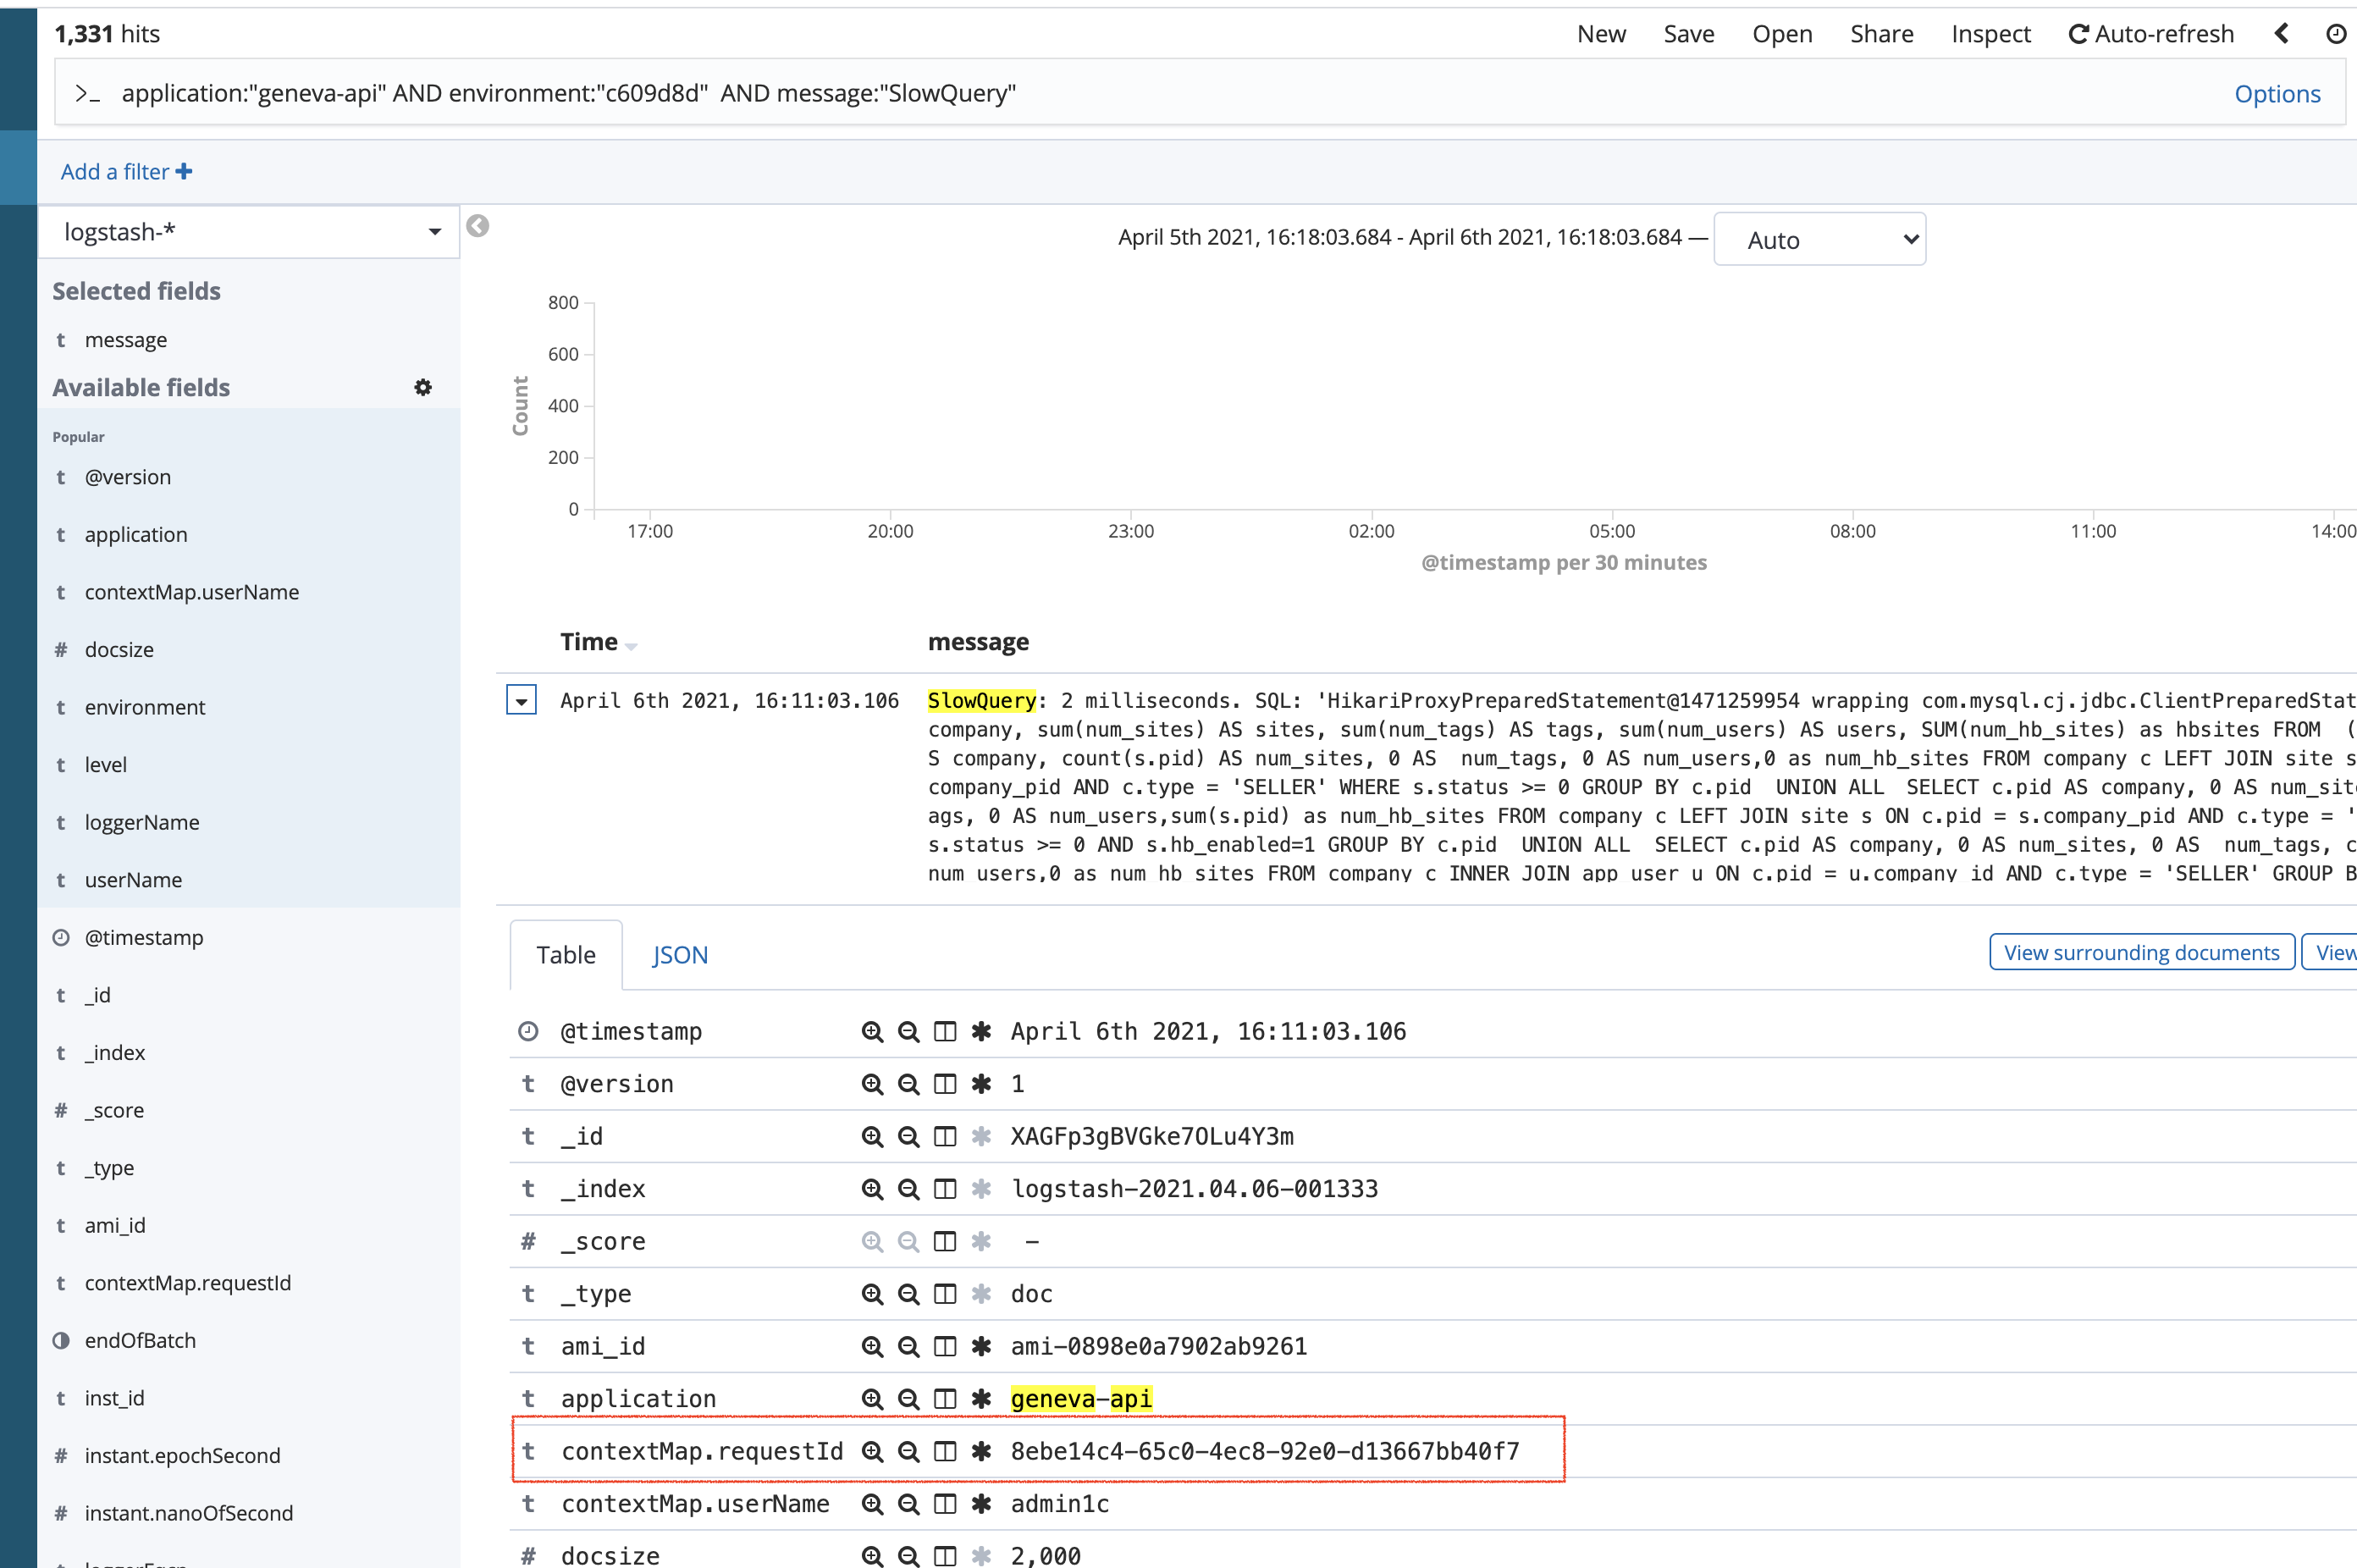 1,331 hits
New Save Open Share Inspect Auto-refresh
>_ application:"geneva-api" AND environment:"c609d8d" AND message:"SlowQuery"
Options
Add a filter +
logstash-*
Selected fields
t message
Available fields
Popular
t @version
t application
t contextMap.userName
# docsize
t environment
t level
t loggerName
t userName
@timestamp
t _id
t _index
# _score
t _type
t ami_id
t contextMap.requestId
endOfBatch
t inst_id
# instant.epochSecond
# instant.nanoOfSecond
April 5th 2021, 16:18:03.684 - April 6th 2021, 16:18:03.684 — Auto
Count
800
600
400
200
0
17:00 20:00 23:00 02:00 05:00 08:00 11:00 14:00
@timestamp per 30 minutes
Time message
April 6th 2021, 16:11:03.106 SlowQuery: 2 milliseconds. SQL: 'HikariProxyPreparedStatement@1471259954 wrapping com.mysql.cj.jdbc.ClientPreparedStat
company, sum(num_sites) AS sites, sum(num_tags) AS tags, sum(num_users) AS users, SUM(num_hb_sites) as hbsites FROM (
S company, count(s.pid) AS num_sites, 0 AS num_tags, 0 AS num_users,0 as num_hb_sites FROM company c LEFT JOIN site s
company_pid AND c.type = 'SELLER' WHERE s.status >= 0 GROUP BY c.pid UNION ALL SELECT c.pid AS company, 0 AS num_sit
ags, 0 AS num_users,sum(s.pid) as num_hb_sites FROM company c LEFT JOIN site s ON c.pid = s.company_pid AND c.type = '
s.status >= 0 AND s.hb_enabled=1 GROUP BY c.pid UNION ALL SELECT c.pid AS company, 0 AS num_sites, 0 AS num_tags, c
num_users,0 as num_hb_sites FROM company c INNER JOIN app_user u ON c.pid = u.company_id AND c.type = 'SELLER' GROUP B
Table JSON
View surrounding documents View
@timestamp April 6th 2021, 16:11:03.106
t @version 1
t _id XAGFp3gBVGke7OLu4Y3m
t _index logstash-2021.04.06-001333
# _score -
t _type doc
t ami_id ami-0898e0a7902ab9261
t application geneva-api
t contextMap.requestId 8ebe14c4-65c0-4ec8-92e0-d13667bb40f7
t contextMap.userName admin1c
# docsize 2,000